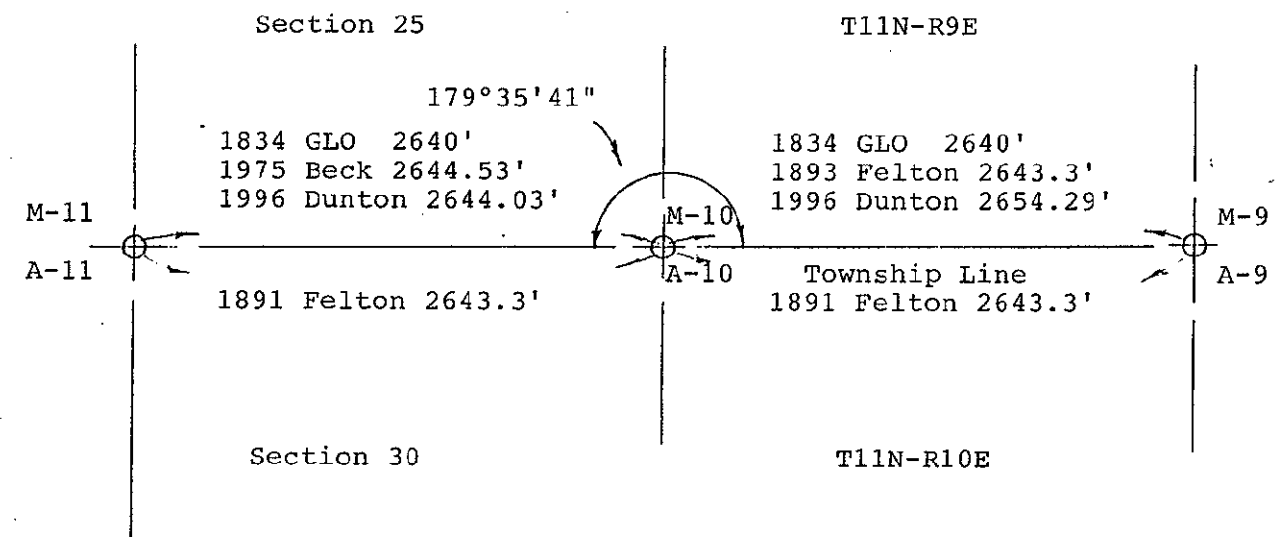 Section 25
T11N-R9E
179°35'41"
1834 GLO 2640'
1975 Beck 2644.53'
1996 Dunton 2644.03'
1834 GLO 2640'
1893 Felton 2643.3'
1996 Dunton 2654.29'
M-11
M-10
M-9
A-11
A-10
Township Line
A-9
1891 Felton 2643.3'
1891 Felton 2643.3'
Section 30
T11N-R10E